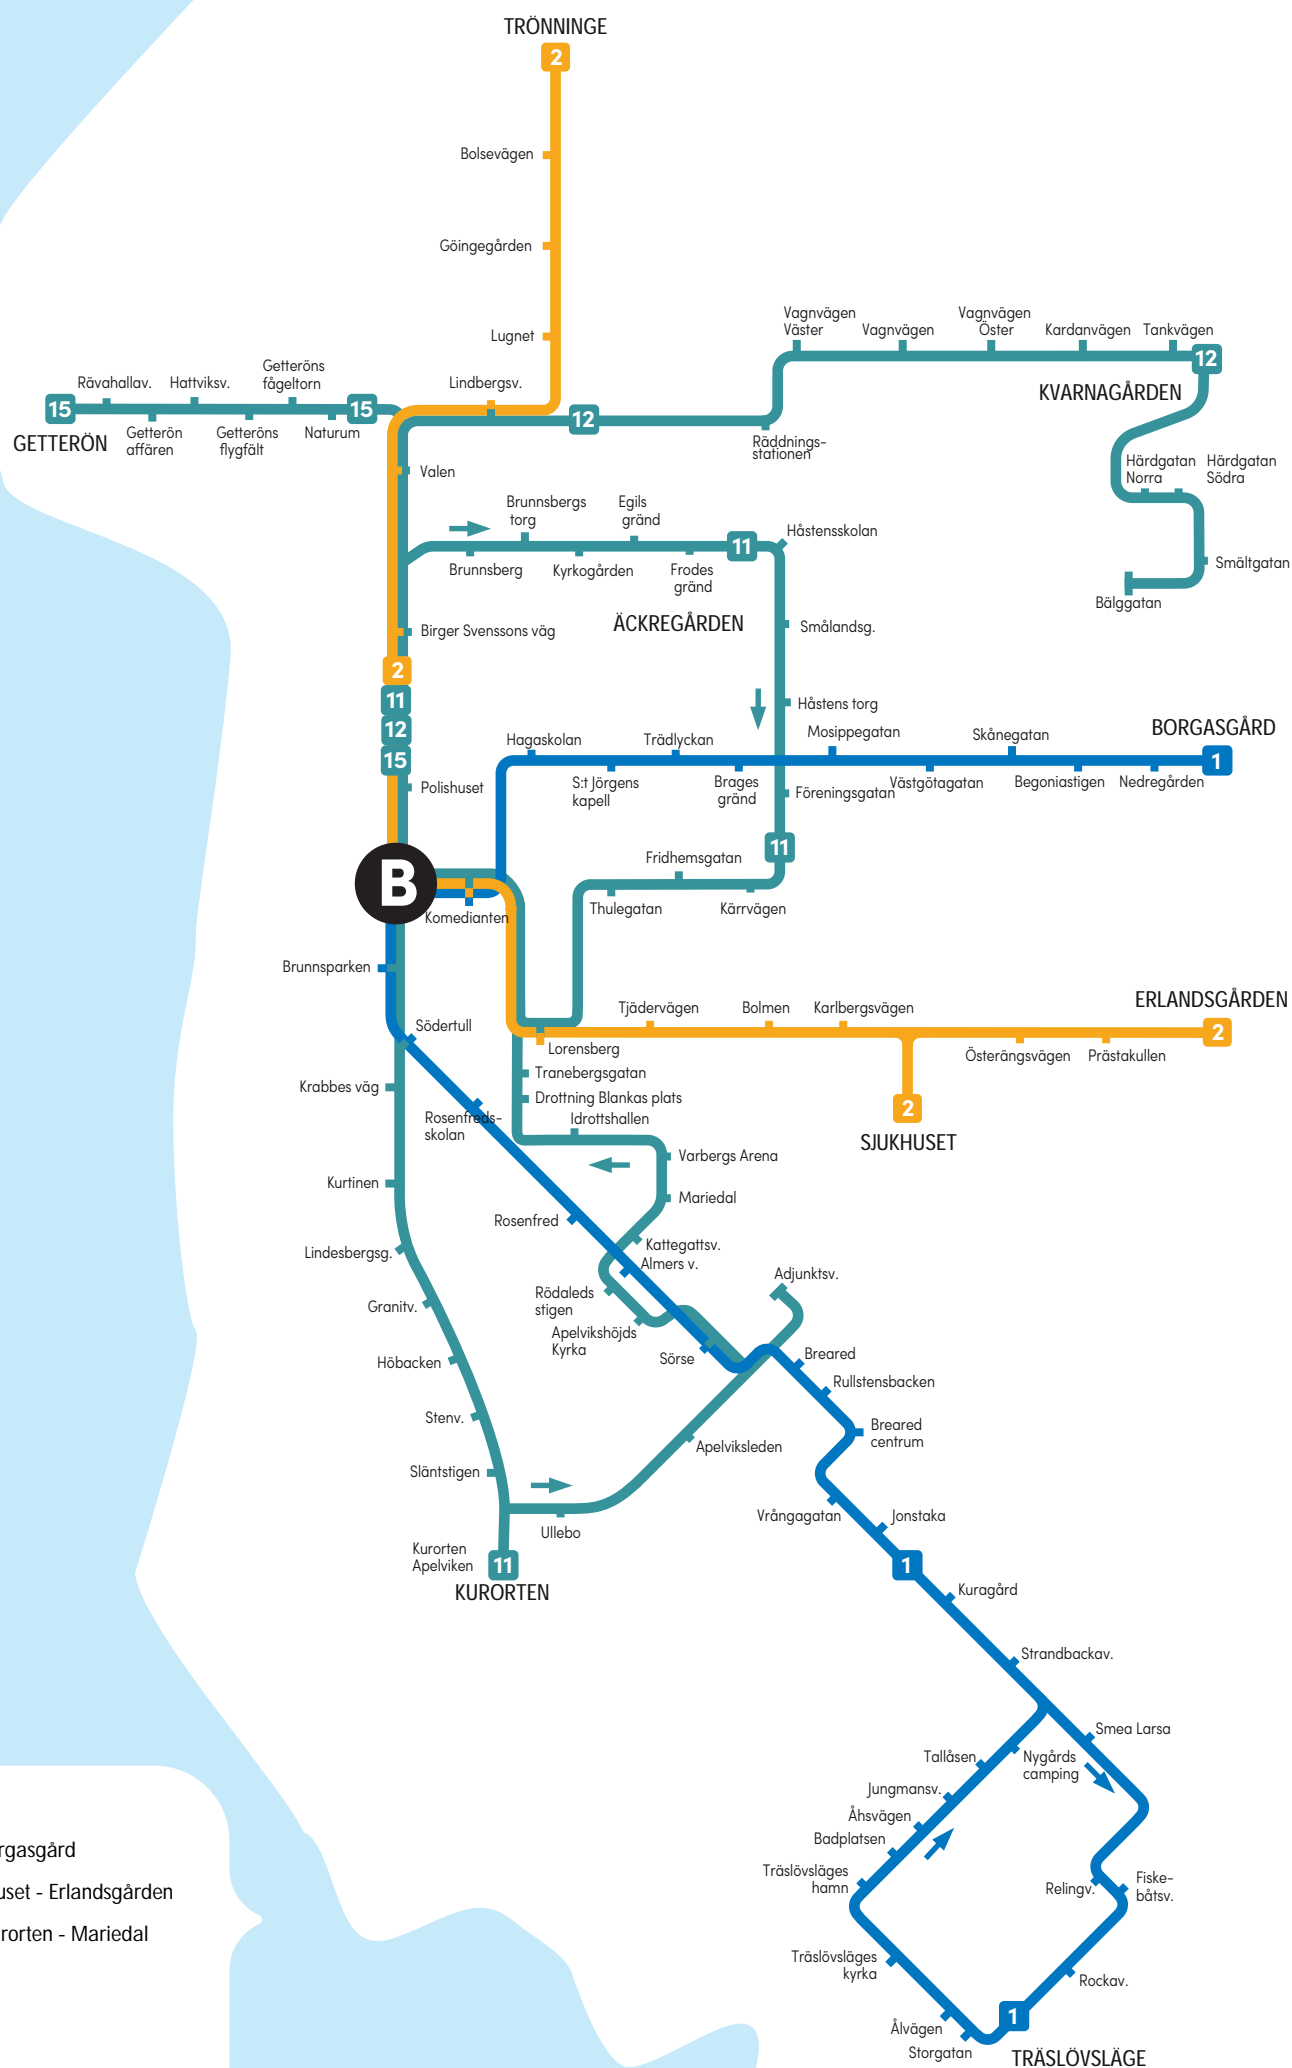 TRÖNNINGE
2
Bolsevägen
Göingegården
Lugnet
Lindbergsv.
Vagnvägen
Väster
Vagnvägen
Vagnvägen
Öster
Kardanvägen
Tankvägen
12
KVARNAGÅRDEN
Getteröns
fågeltorn
Rävahallav.
Hattviksv.
15
15
GETTERÖN
Getterön
affären
Getteröns
flygfält
Naturum
12
Räddnings-
stationen
Härdgatan
Norra
Härdgatan
Södra
Smältgatan
Bälggatan
Valen
Brunnsbergs
torg
Egils
gränd
11
Håstensskolan
Brunnsberg
Kyrkogården
Frodes
gränd
ÄCKREGÅRDEN
Birger Svenssons väg
Smålandsg.
2
11
12
15
Håstens torg
Polishuset
Hagaskolan
Trädlyckan
Mosippegatan
Skånegatan
BORGASGÅRD
1
S:t Jörgens
kapell
Brages
gränd
Föreningsgatan
Västgötagatan
Begoniastigen
Nedregården
11
B
Komedianten
Fridhemsgatan
Thulegatan
Kärrvägen
Brunnsparken
Södertull
Tjädervägen
Bolmen
Karlbergsvägen
ERLANDSGÅRDEN
2
Lorensberg
Österängsvägen
Prästakullen
Tranebergsgatan
Drottning Blankas plats
2
SJUKHUSET
Krabbes väg
Rosenfreds-
skolan
Idrottshallen
Varbergs Arena
Mariedal
Kurtinen
Rosenfred
Kattegattsv.
Almers v.
Lindesbergsg.
Granitv.
Rödaleds
stigen
Apelvikshöjds
Kyrka
Adjunktsv.
Höbacken
Sörse
Breared
Rullstensbacken
Stenv.
Breared
centrum
Apelviksleden
Släntstigen
Vrångagatan
Jonstaka
Ullebo
Kurorten
Apelviken
11
KURORTEN
1
Kuragård
Strandbackav.
Smea Larsa
Nygårds
camping
Tallåsen
Jungmansv.
Åhsvägen
Badplatsen
Träslövsläges
hamn
Relingv.
Fiske-
båtsv.
Träslövsläges
kyrka
Rockav.
1
Ålvägen
Storgatan
TRÄSLÖVSLÄGE
rgasgård
uset - Erlandsgården
rorten - Mariedal